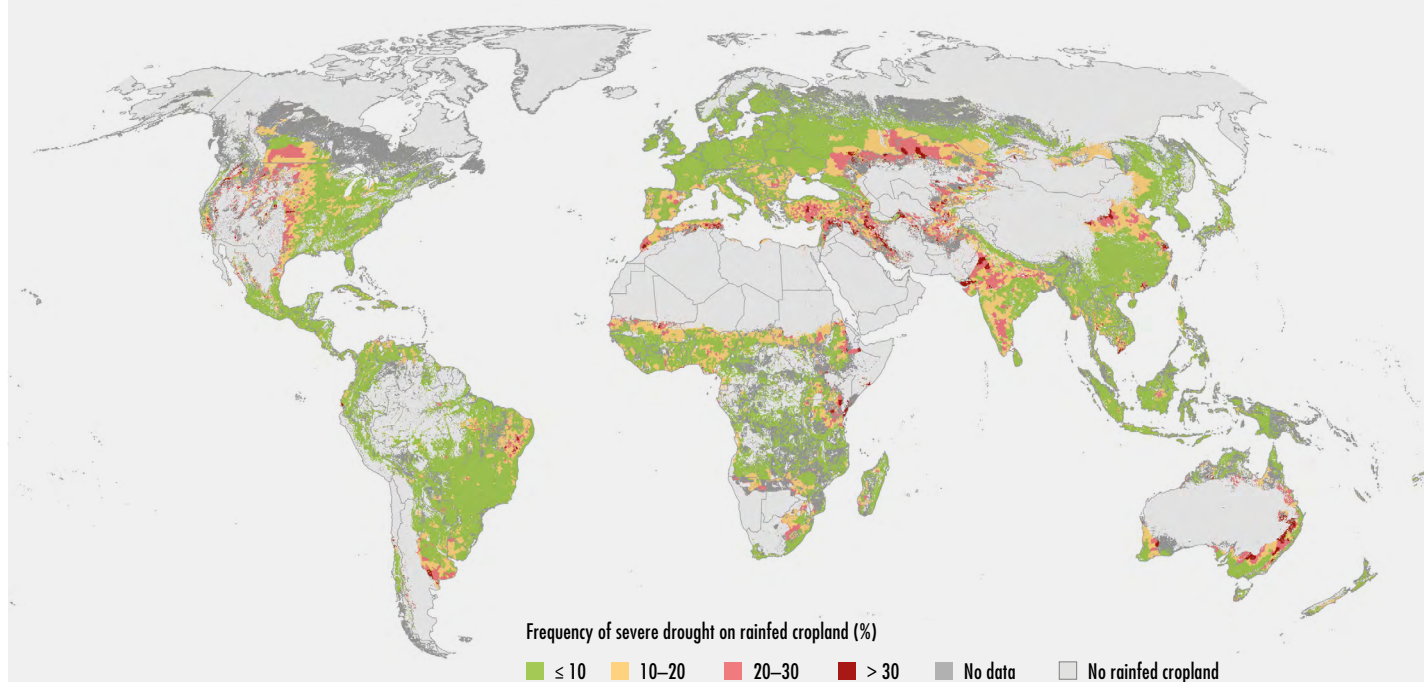 Frequency of severe drought on rainfed cropland (%)
≤ 10 10–20 20–30 > 30 No data No rainfed cropland